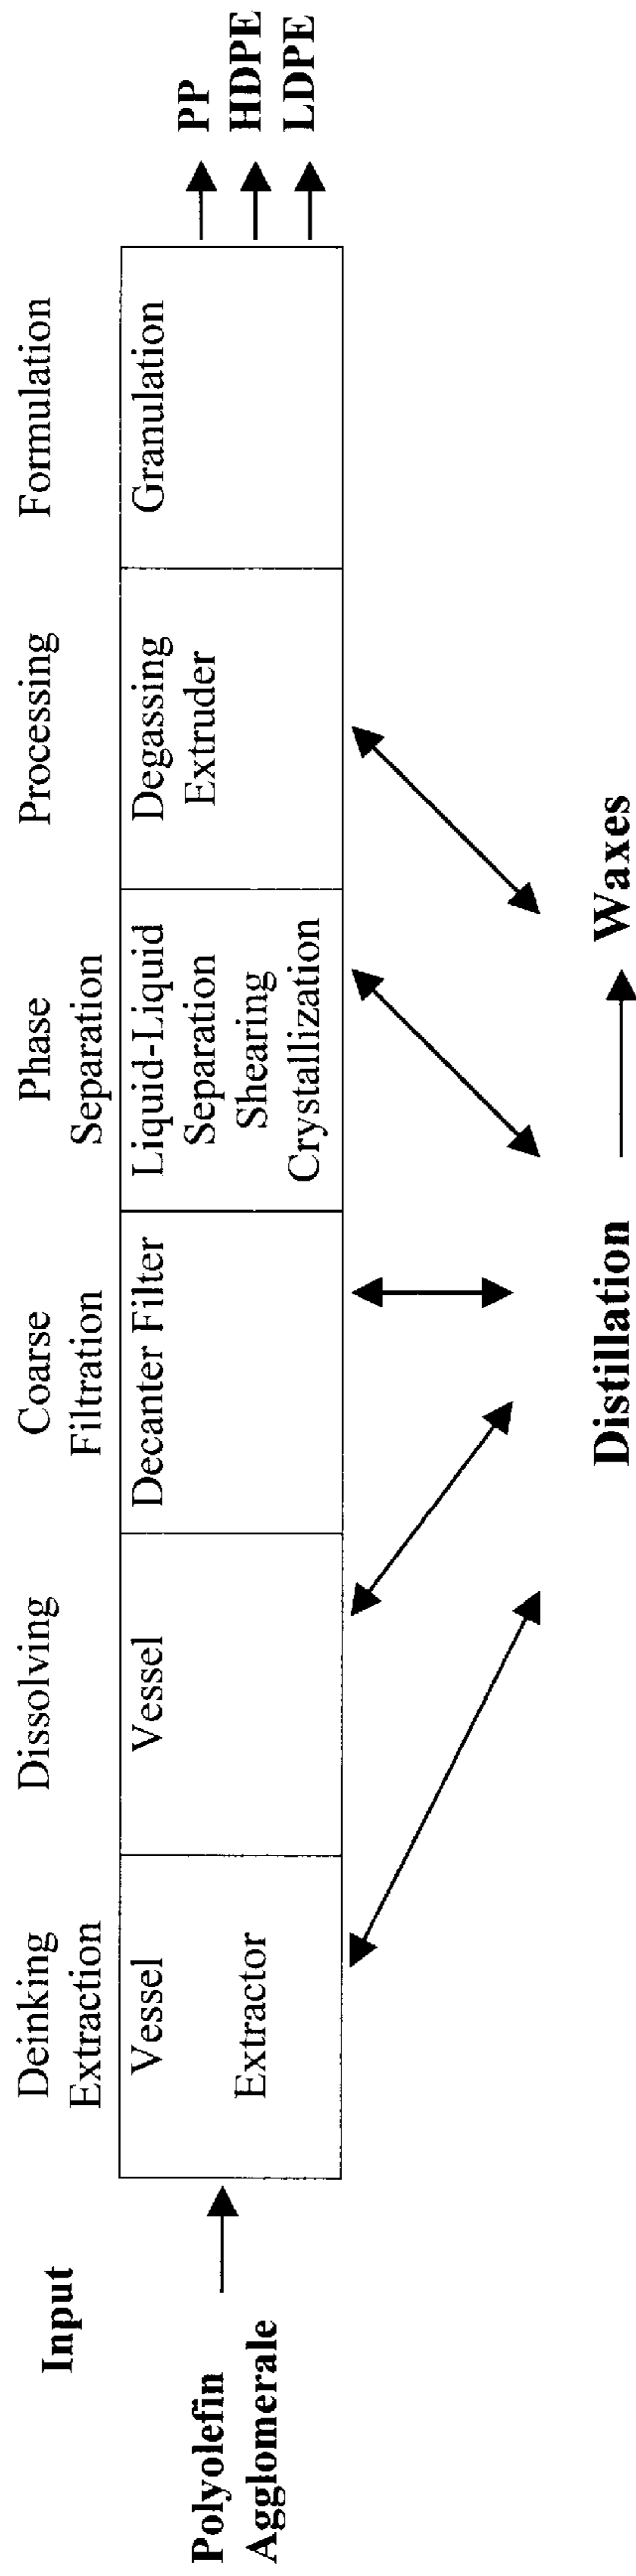 Input
Polyolefin
Agglomerale
Deinking
Extraction
Vessel
Extractor
Dissolving
Vessel
Coarse
Filtration
Decanter Filter
Phase
Separation
Liquid-Liquid
Separation
Shearing
Crystallization
Processing
Degassing
Extruder
Formulation
Granulation
PP
HDPE
LDPE
Distillation
Waxes